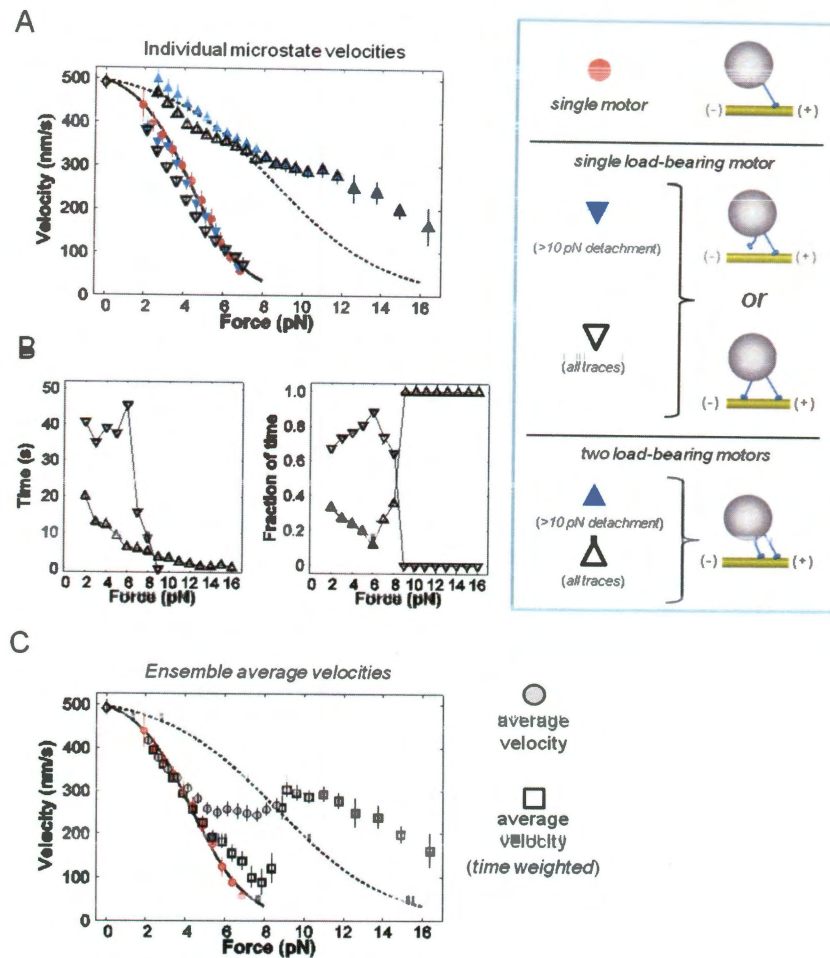 A
Individual microstate velocities
500
400
300
200
100
0
Velocity (nm/s)
0 2 4 6 8 10 12 14 16
Force (pN)
single motor
(-) (+)
single load-bearing motor
(>10 pN detachment)
(-) (+)
or
(all traces)
(-) (+)
two load-bearing motors
(>10 pN detachment)
(all traces)
(-) (+)
B
50
40
30
20
10
0
Time (s)
0 2 4 6 8 10 12 14 16
Force (pN)
1.0
0.8
0.6
0.4
0.2
0
Fraction of time
0 2 4 6 8 10 12 14 16
Force (pN)
C
Ensemble average velocities
500
400
300
200
100
0
Velocity (nm/s)
0 2 4 6 8 10 12 14 16
Force (pN)
average
velocity
average
velocity
(time weighted)